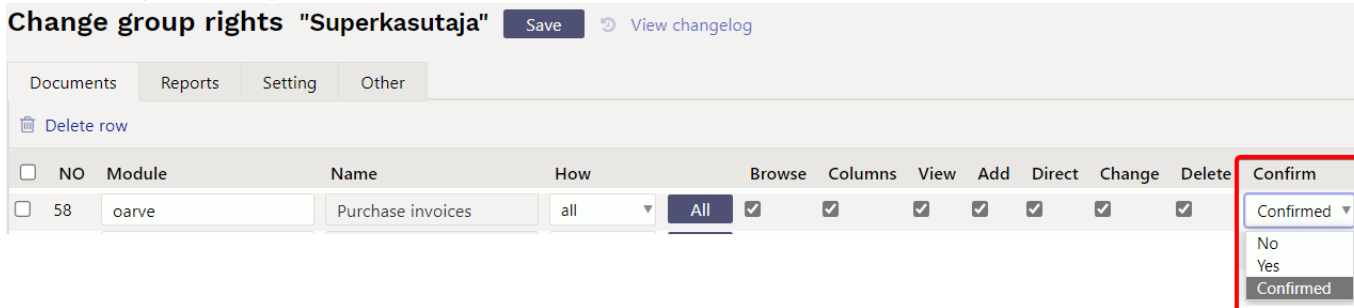 Change group rights "Superkasutaja" Save View changelog
Documents Reports Setting Other
Delete row
NO Module Name How Browse Columns View Add Direct Change Delete Confirm
58 oarve Purchase invoices all All Confirmed
No
Yes
Confirmed